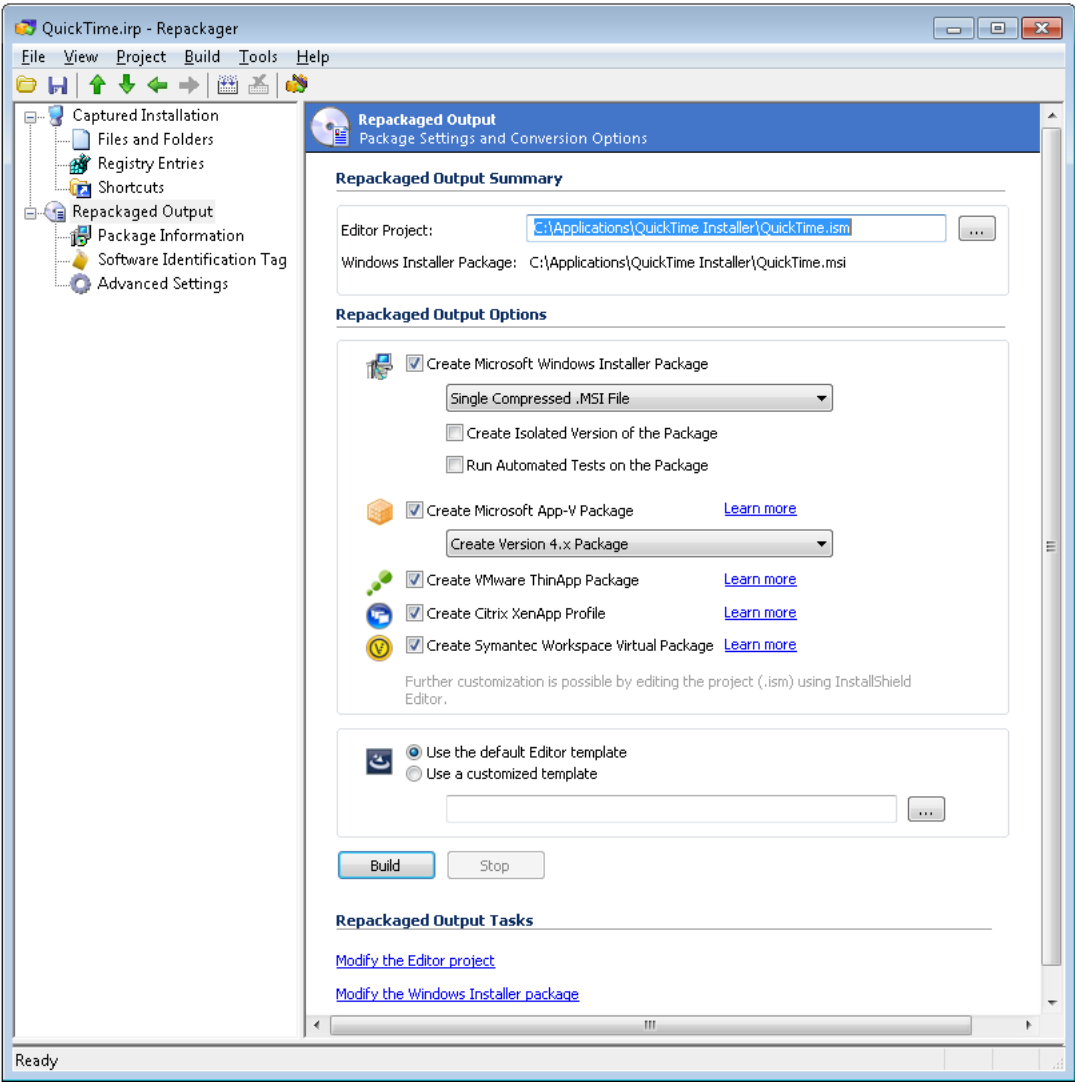 QuickTime.irp - Repackager
File View Project Build Tools Help
Captured Installation
Files and Folders
Registry Entries
Shortcuts
Repackaged Output
Package Information
Software Identification Tag
Advanced Settings
Repackaged Output
Package Settings and Conversion Options
Repackaged Output Summary
Editor Project: C:\Applications\QuickTime Installer\QuickTime.ism ...
Windows Installer Package: C:\Applications\QuickTime Installer\QuickTime.msi
Repackaged Output Options
Create Microsoft Windows Installer Package
Single Compressed .MSI File
Create Isolated Version of the Package
Run Automated Tests on the Package
Create Microsoft App-V Package Learn more
Create Version 4.x Package
Create VMware ThinApp Package Learn more
Create Citrix XenApp Profile Learn more
Create Symantec Workspace Virtual Package Learn more
Further customization is possible by editing the project (.ism) using InstallShield
Editor.
Use the default Editor template
Use a customized template
...
Build Stop
Repackaged Output Tasks
Modify the Editor project
Modify the Windows Installer package
Ready